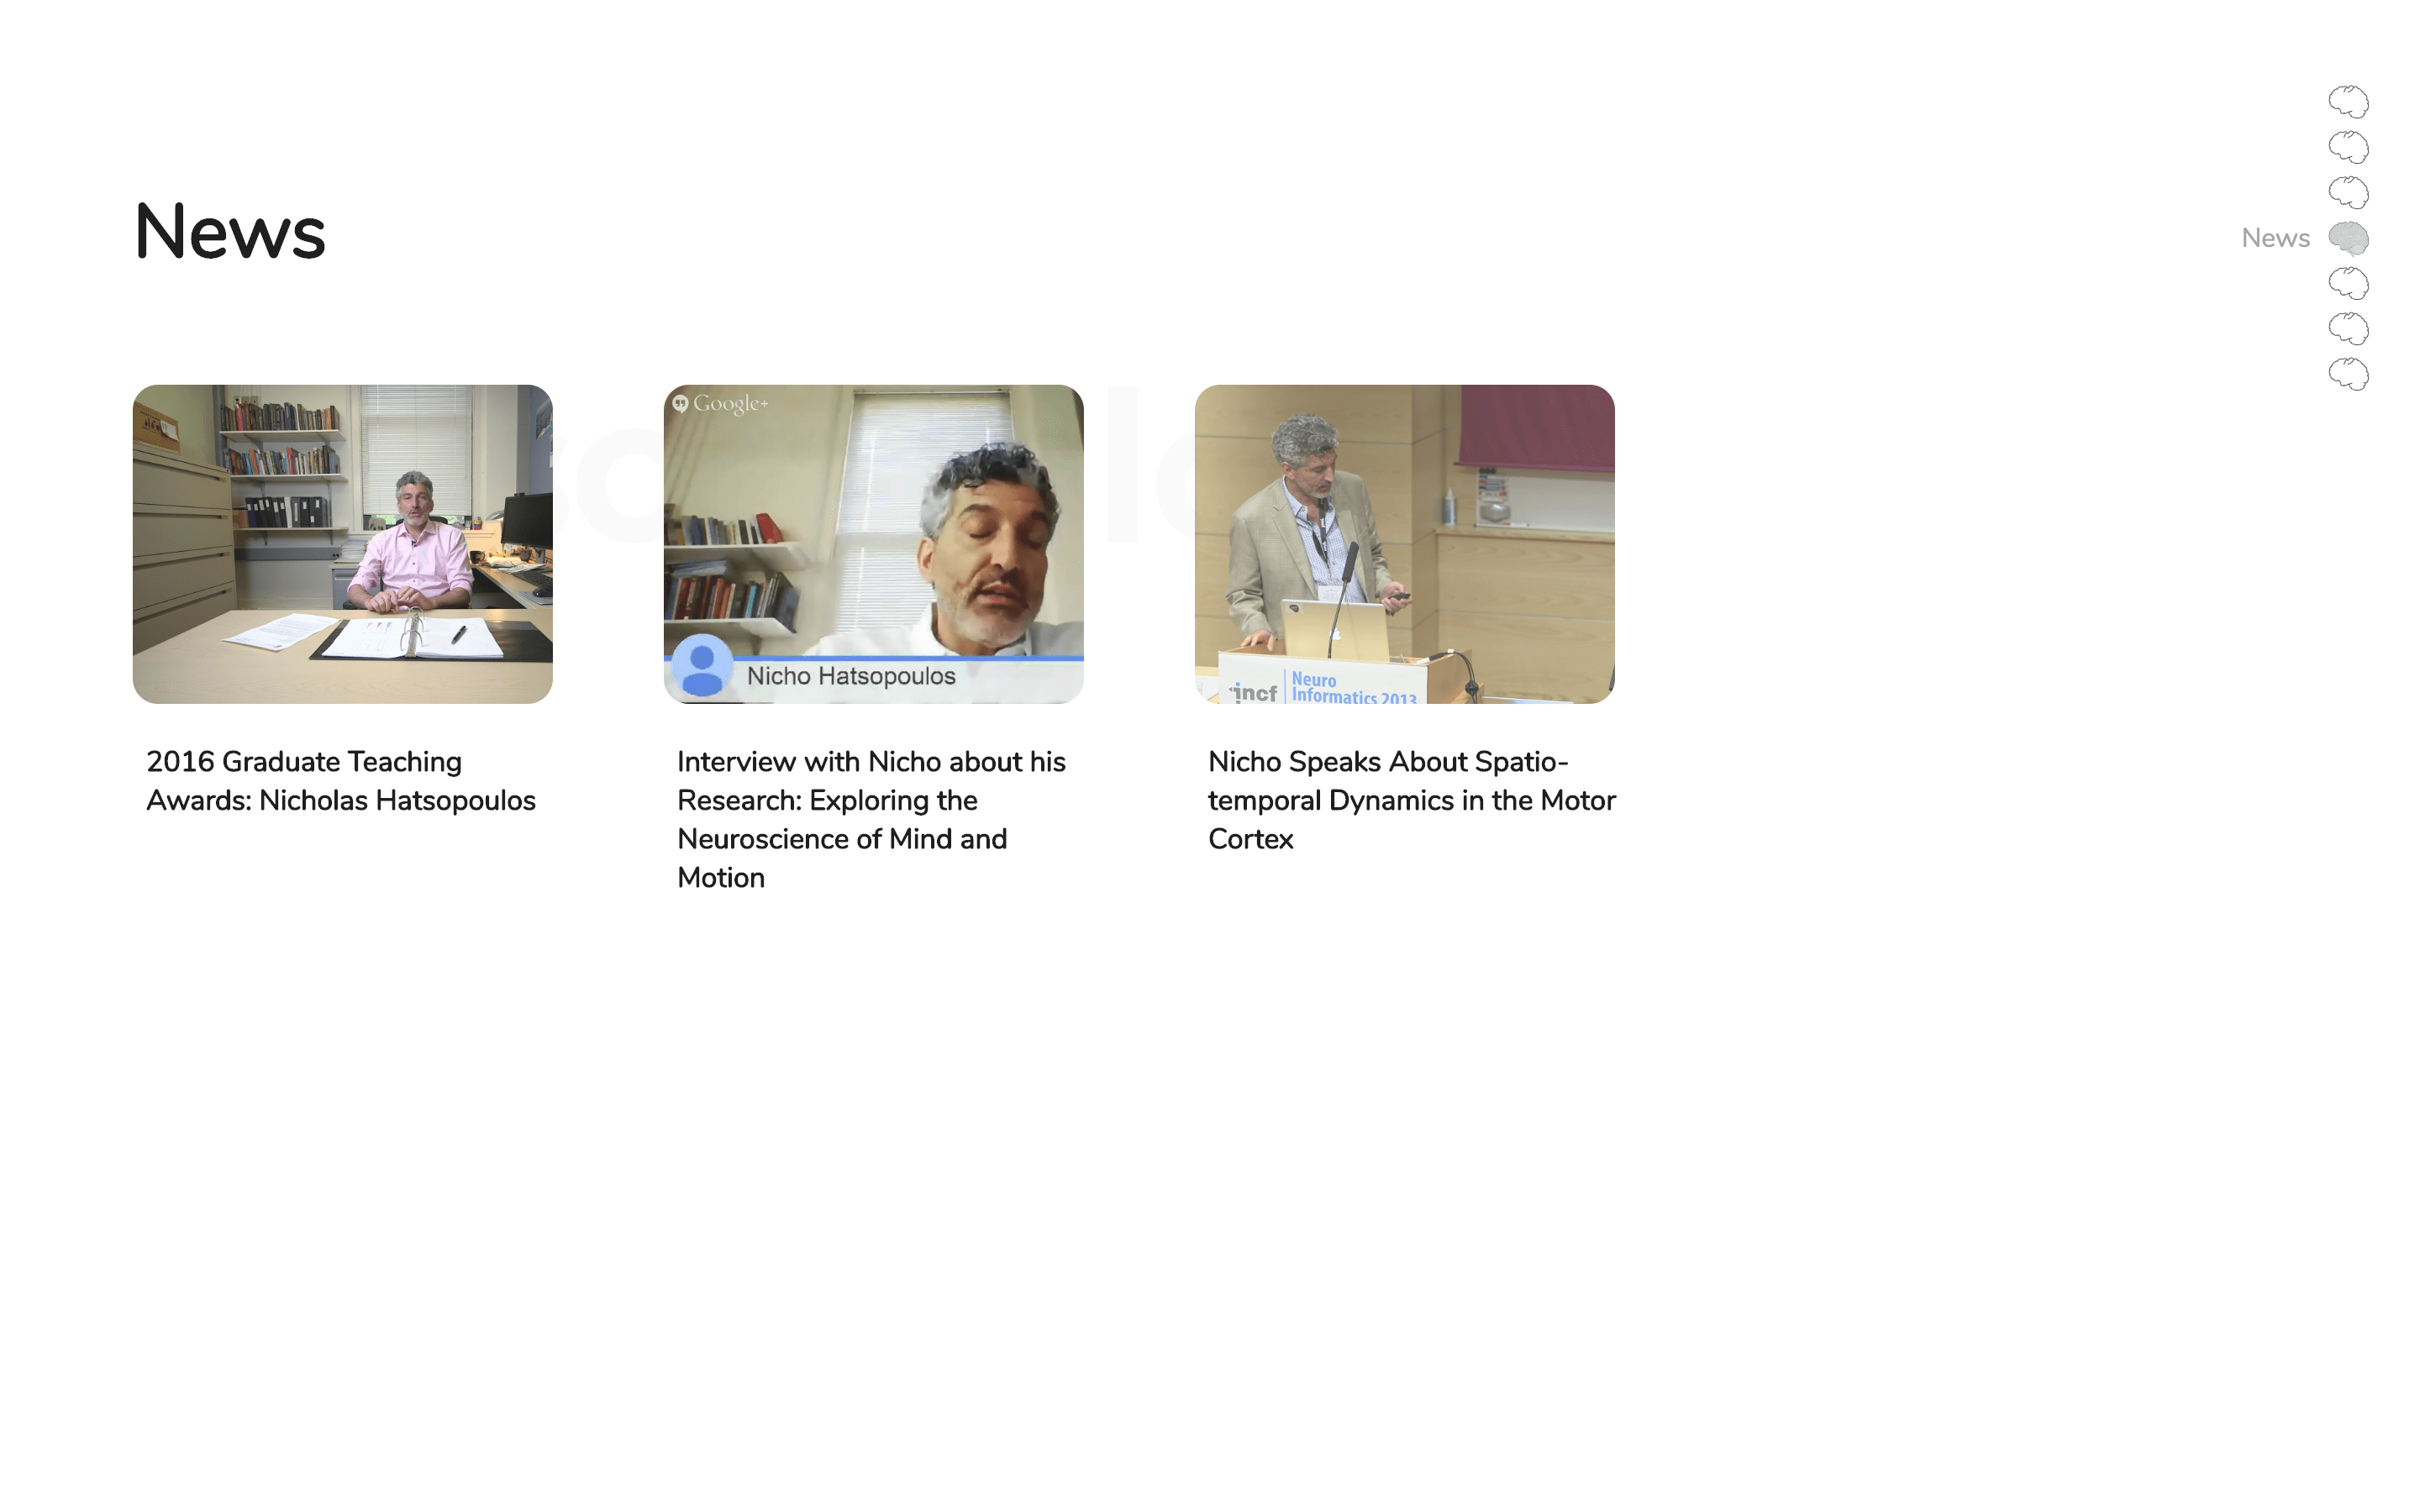 News
News
Google+
Nicho Hatsopoulos
incf
Neuro
Informatics 2013
2016 Graduate Teaching
Awards: Nicholas Hatsopoulos
Interview with Nicho about his
Research: Exploring the
Neuroscience of Mind and
Motion
Nicho Speaks About Spatio-
temporal Dynamics in the Motor
Cortex